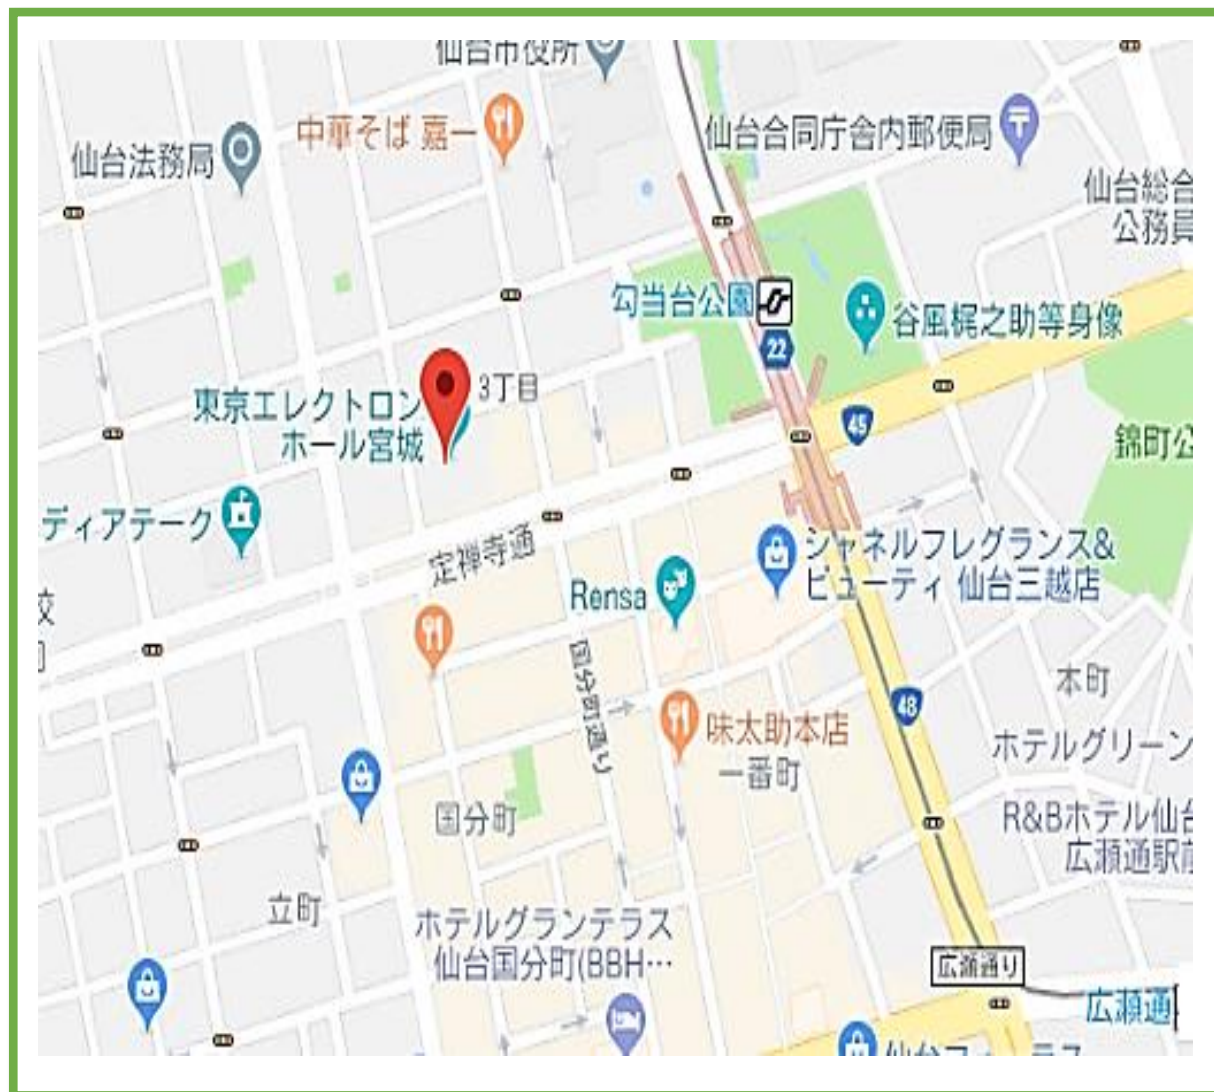 仙台市役所
中華そば 嘉一
仙台合同庁舎内郵便局
仙台法務局
仙台総合
公務員
勾当台公園
谷風梶之助等身像
22
3丁目
東京エレクトロン
ホール宮城
45
錦町公
ディアテーク
定禅寺通
シャネルフレグランス&
ビューティ 仙台三越店
Rensa
校
国分町通り
本町
48
味太助本店
一番町
ホテルグリーン
国分町
R&Bホテル仙台
広瀬通駅前
立町
ホテルグランテラス
仙台国分町(BBH…
広瀬通り
広瀬通